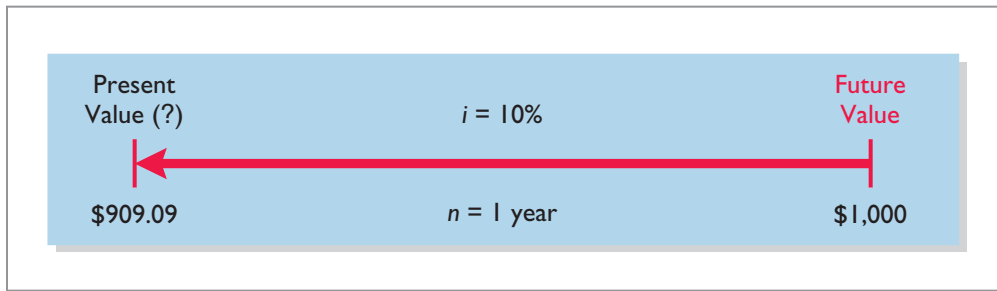 Present
Value (?)
i = 10%
Future
Value
$909.09
n = 1 year
$1,000